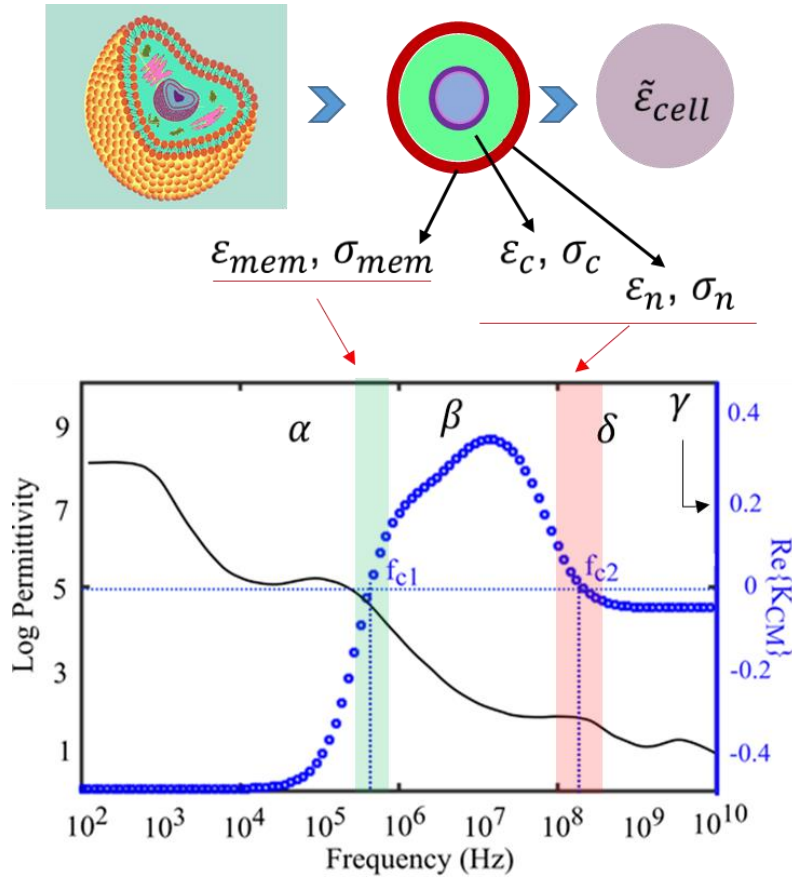 ε̃cell
εmem, σmem
εc, σc
εn, σn
α
β
δ
γ
9
7
5
3
1
Log Permittivity
fc1
fc2
0.4
0.2
0
-0.2
-0.4
Re{KCM}
10² 10³ 10⁴ 10⁵ 10⁶ 10⁷ 10⁸ 10⁹ 10¹⁰
Frequency (Hz)